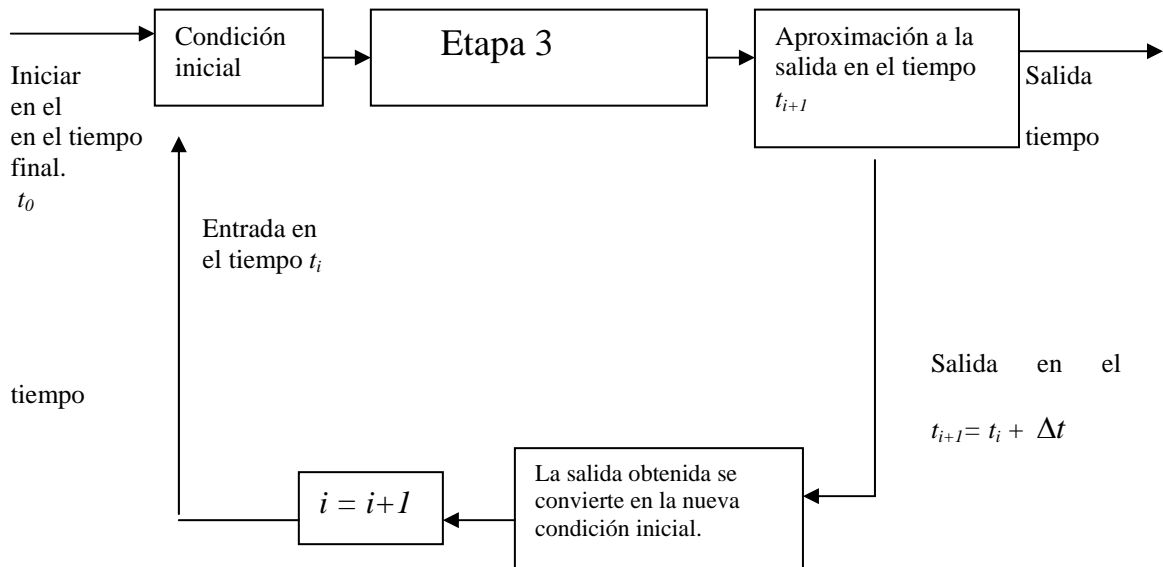 Condición
inicial
Etapa 3
Aproximación a la
salida en el tiempo
t_{i+1}
Iniciar
en el
en el tiempo
final.
t_0
Salida
tiempo
Entrada en
el tiempo t_i
tiempo
Salida en el
t_{i+1}= t_i + Δt
La salida obtenida se
convierte en la nueva
condición inicial.
i = i+1